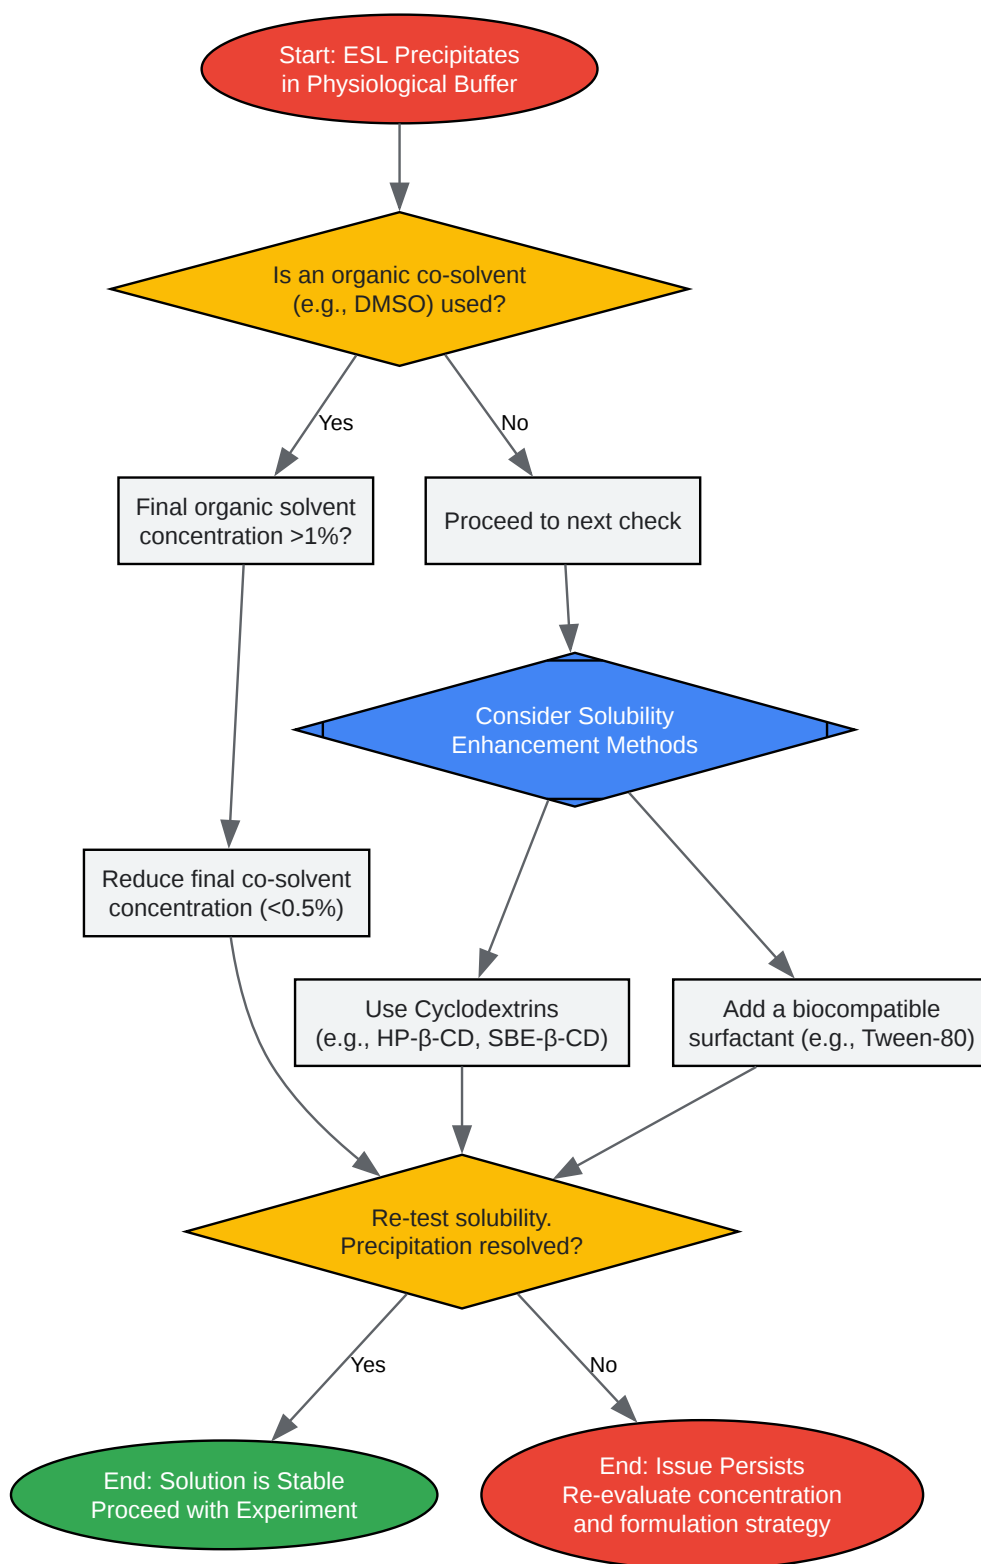 Start: ESL Precipitates
in Physiological Buffer
Is an organic co-solvent
(e.g., DMSO) used?
Yes
No
Final organic solvent
concentration >1%?
Proceed to next check
Consider Solubility
Enhancement Methods
Reduce final co-solvent
concentration (<0.5%)
Use Cyclodextrins
(e.g., HP-β-CD, SBE-β-CD)
Add a biocompatible
surfactant (e.g., Tween-80)
Re-test solubility.
Precipitation resolved?
Yes
No
End: Solution is Stable
Proceed with Experiment
End: Issue Persists
Re-evaluate concentration
and formulation strategy